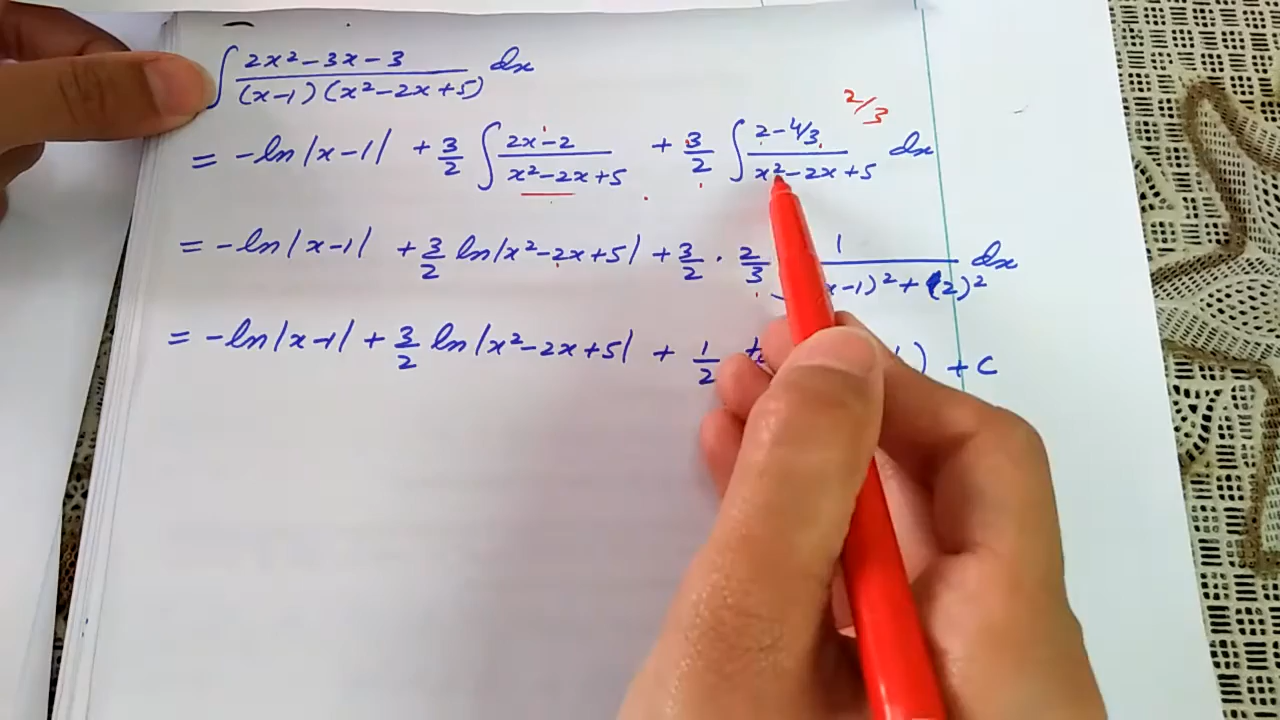 ∫ 2x² - 3x - 3 / (x-1)(x² - 2x + 5) dx
2/3
= -ln|x-1| + 3/2 ∫ 2x-2 / x² - 2x + 5 + 3/2 ∫ 2 - 4/3 / x² - 2x + 5 dx
= -ln|x-1| + 3/2 ln|x² - 2x + 5| + 3/2 · 2/3 1 / x-1)² + (2)² dx
= -ln|x-1| + 3/2 ln|x² - 2x + 5| + 1/2 ) + C